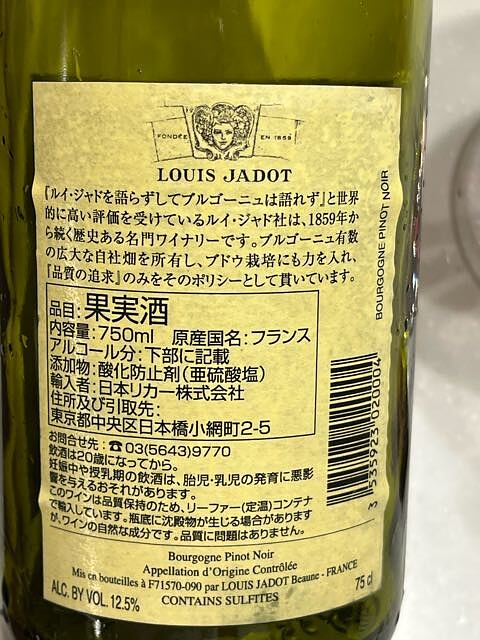 FONDÉE EN 1859
LOUIS JADOT
『ルイ・ジャドを語らずしてブルゴーニュは語れず』と世界
的に高い評価を受けているルイ・ジャド社は、1859年か
ら続く歴史ある名門ワイナリーです。ブルゴーニュ有数
の広大な自社畑を所有し、ブドウ栽培にも力を入れ、
『品質の追求』のみをそのポリシーとして貫いています。
品目:果実酒
内容量:750ml 原産国名:フランス
アルコール分:下部に記載
添加物:酸化防止剤(亜硫酸塩)
輸入者:日本リカー株式会社
住所及び引取先:
東京都中央区日本橋小網町2-5
お問合せ先:☎03(5643)9770
飲酒は20歳になってから。
妊娠中や授乳期の飲酒は、胎児・乳児の発育に悪影
響を与えるおそれがあります。
このワインは品質保持のため、リーファー(定温)コンテナ
で輸入しています。瓶底に沈殿物が生じる場合があります
が、ワインの自然な成分です。品質に問題はありません。
BOURGOGNE PINOT NOIR
3 535923 020004
Bourgogne Pinot Noir
Appellation d'Origine Contrôlée
Mis en bouteilles à F71570-090 par LOUIS JADOT Beaune - FRANCE
ALC. BY VOL. 12.5% CONTAINS SULFITES 75 cl